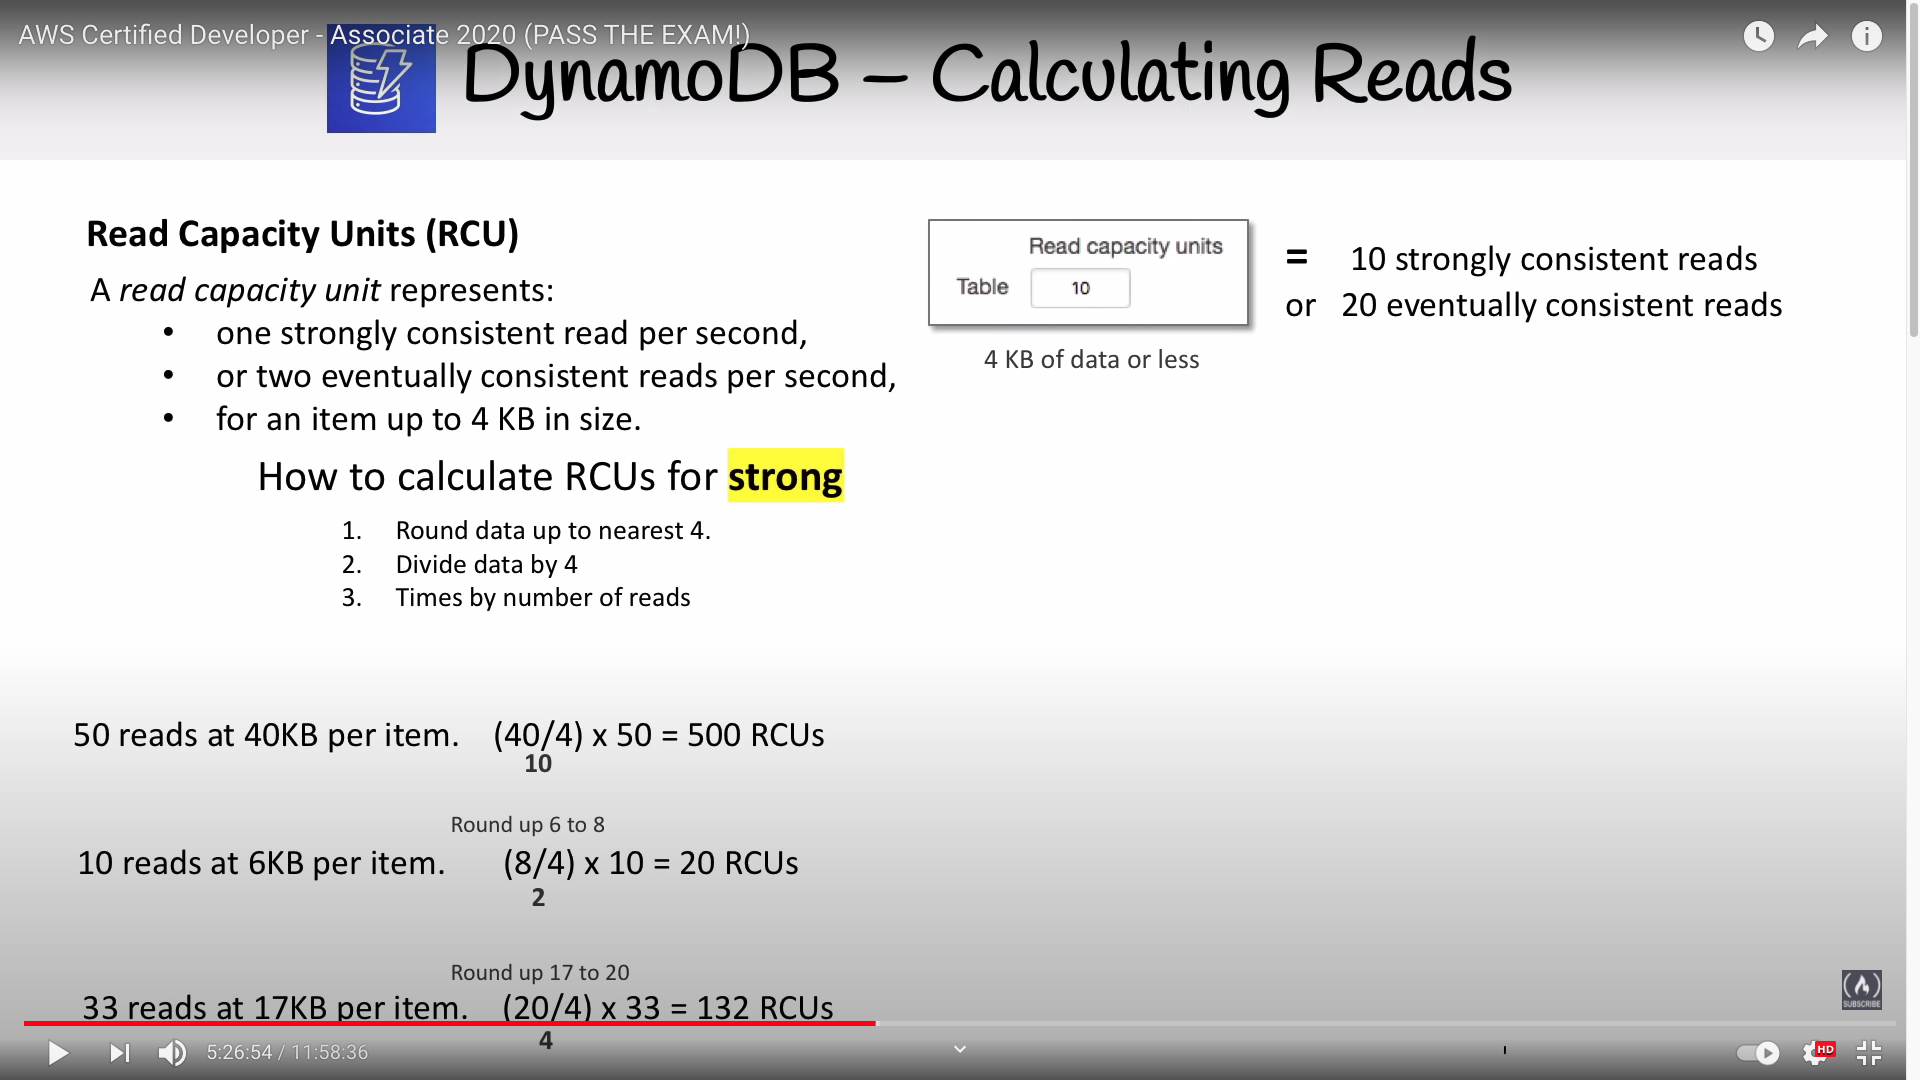 AWS Certified Developer - Associate 2020 (PASS THE EXAM!)
DynamoDB – Calculating Reads
Read Capacity Units (RCU)
A read capacity unit represents:
• one strongly consistent read per second,
• or two eventually consistent reads per second,
• for an item up to 4 KB in size.
Read capacity units
Table 10
4 KB of data or less
= 10 strongly consistent reads
or 20 eventually consistent reads
How to calculate RCUs for strong
1. Round data up to nearest 4.
2. Divide data by 4
3. Times by number of reads
50 reads at 40KB per item. (40/4) x 50 = 500 RCUs
10
Round up 6 to 8
10 reads at 6KB per item. (8/4) x 10 = 20 RCUs
2
Round up 17 to 20
33 reads at 17KB per item. (20/4) x 33 = 132 RCUs
4
SUBSCRIBE
5:26:54 / 11:58:36
HD